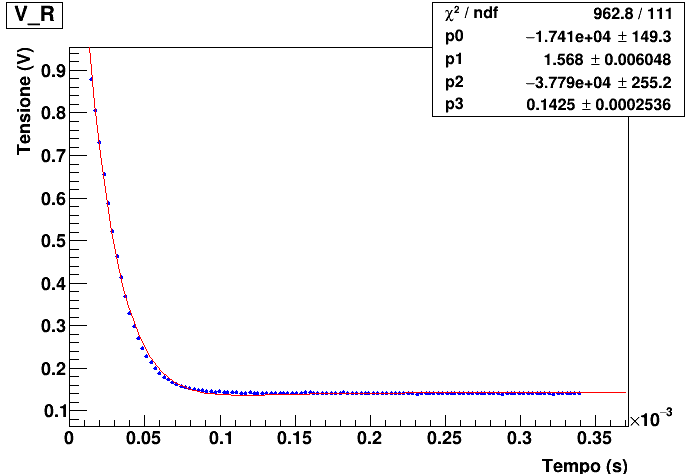 V_R
χ² / ndf 962.8 / 111
p0 −1.741e+04 ± 149.3
p1 1.568 ± 0.006048
p2 −3.779e+04 ± 255.2
p3 0.1425 ± 0.0002536
Tensione (V)
0.9
0.8
0.7
0.6
0.5
0.4
0.3
0.2
0.1
0 0.05 0.1 0.15 0.2 0.25 0.3 0.35
×10⁻³
Tempo (s)